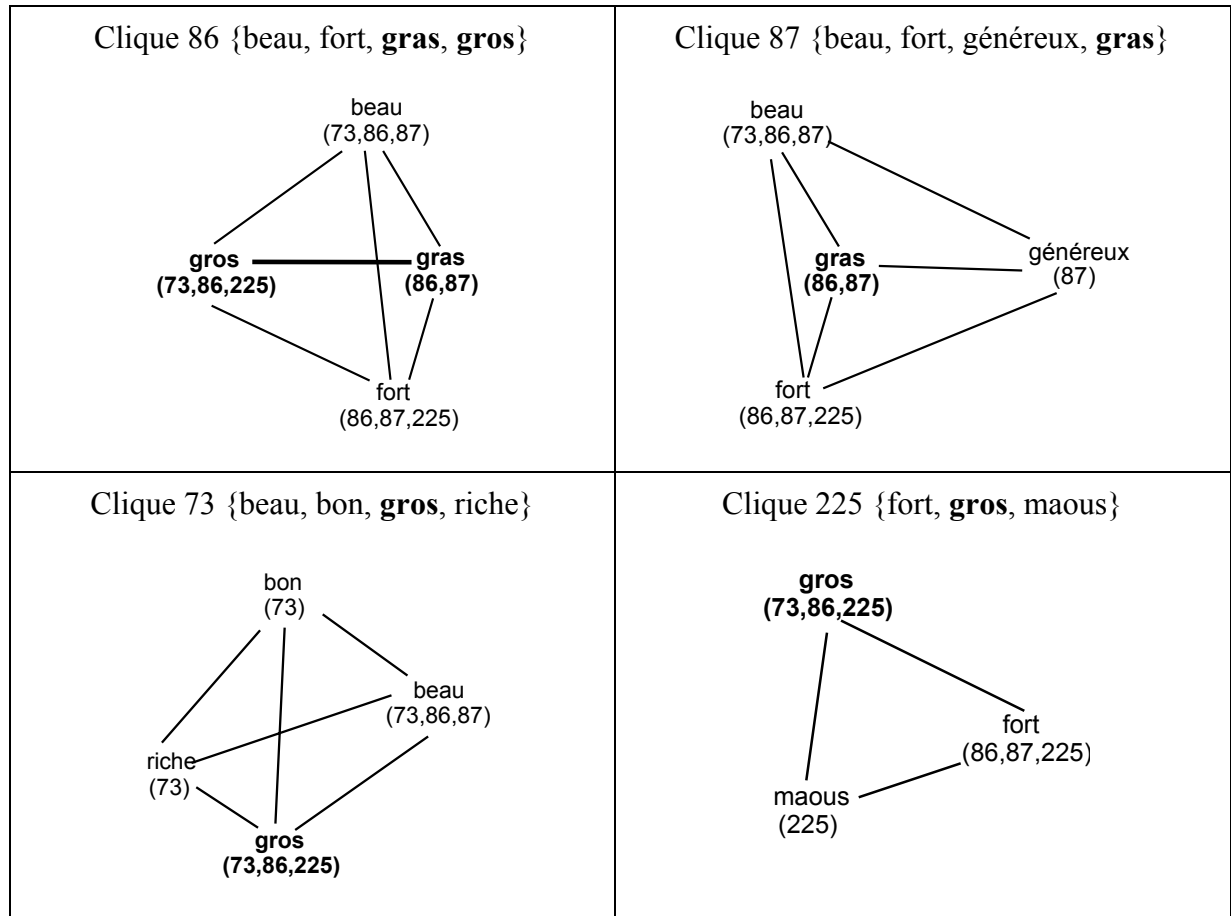 Clique 86 {beau, fort, gras, gros}
beau
(73,86,87)
gros
(73,86,225)
gras
(86,87)
fort
(86,87,225)
Clique 87 {beau, fort, généreux, gras}
beau
(73,86,87)
gras
(86,87)
généreux
(87)
fort
(86,87,225)
Clique 73 {beau, bon, gros, riche}
bon
(73)
beau
(73,86,87)
riche
(73)
gros
(73,86,225)
Clique 225 {fort, gros, maous}
gros
(73,86,225)
fort
(86,87,225)
maous
(225)